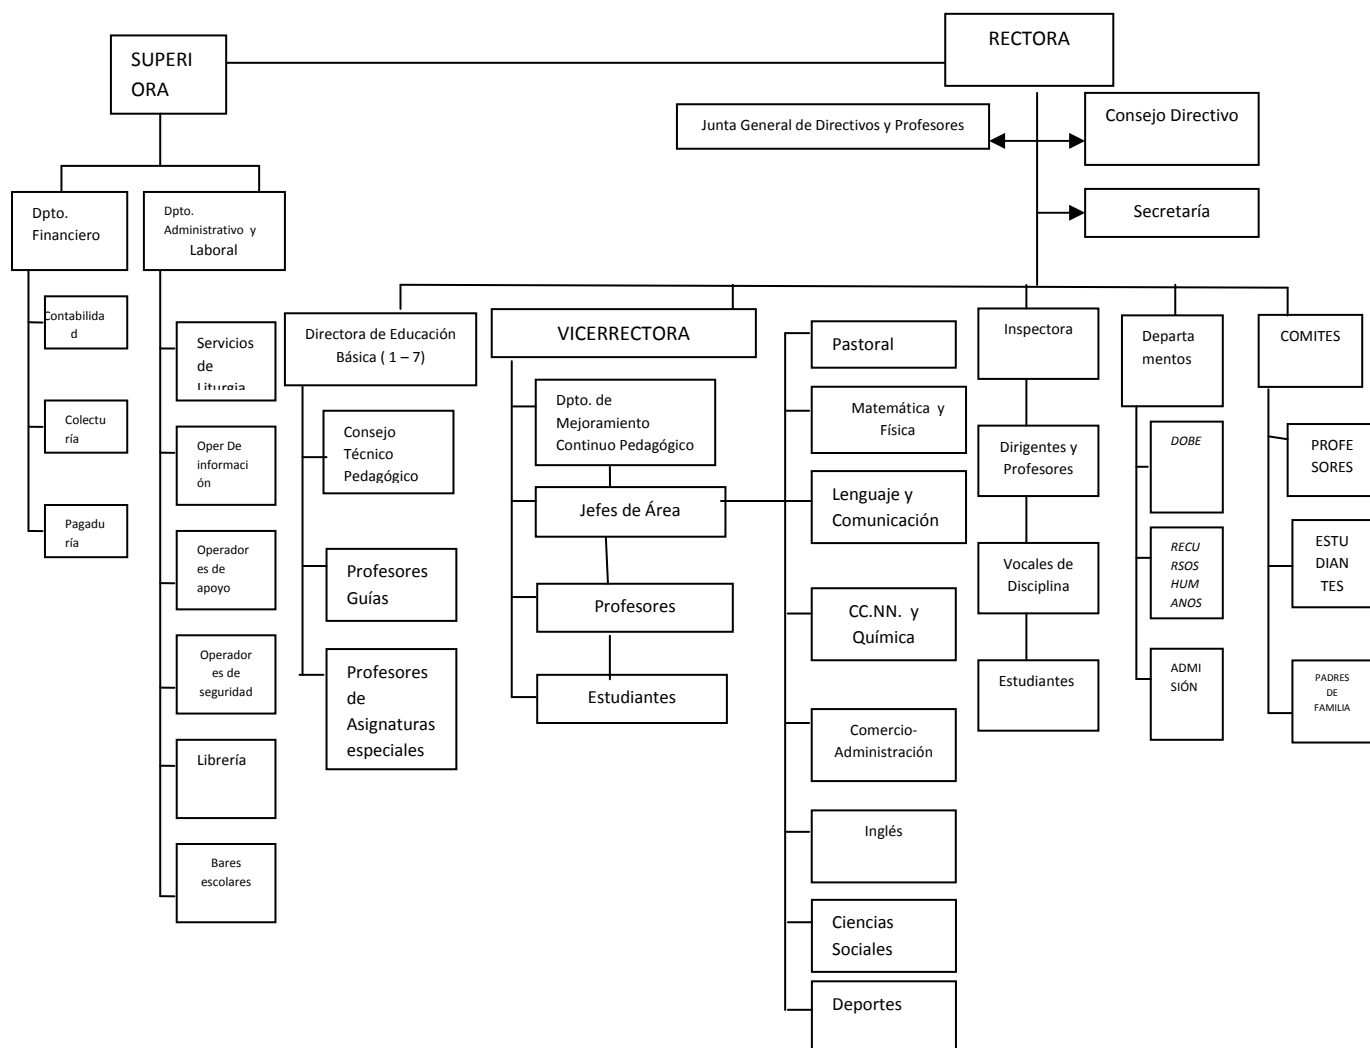 SUPERI
ORA
RECTORA
Junta General de Directivos y Profesores
Consejo Directivo
Secretaría
Dpto.
Financiero
Dpto.
Administrativo y
Laboral
Contabilida
d
Colectu
ría
Pagadu
ría
Servicios
de
Liturgia
Oper De
informaci
ón
Operador
es de
apoyo
Operador
es de
seguridad
Librería
Bares
escolares
Directora de Educación
Básica ( 1 – 7)
Consejo
Técnico
Pedagógico
Profesores
Guías
Profesores
de
Asignaturas
especiales
VICERRECTORA
Dpto. de
Mejoramiento
Continuo Pedagógico
Jefes de Área
Profesores
Estudiantes
Pastoral
Matemática y
Física
Lenguaje y
Comunicación
CC.NN. y
Química
Comercio-
Administración
Inglés
Ciencias
Sociales
Deportes
Inspectora
Dirigentes y
Profesores
Vocales de
Disciplina
Estudiantes
Departa
mentos
DOBE
RECU
RSOS
HUM
ANOS
ADMI
SIÓN
COMITES
PROFE
SORES
ESTU
DIAN
TES
PADRES
DE
FAMILIA